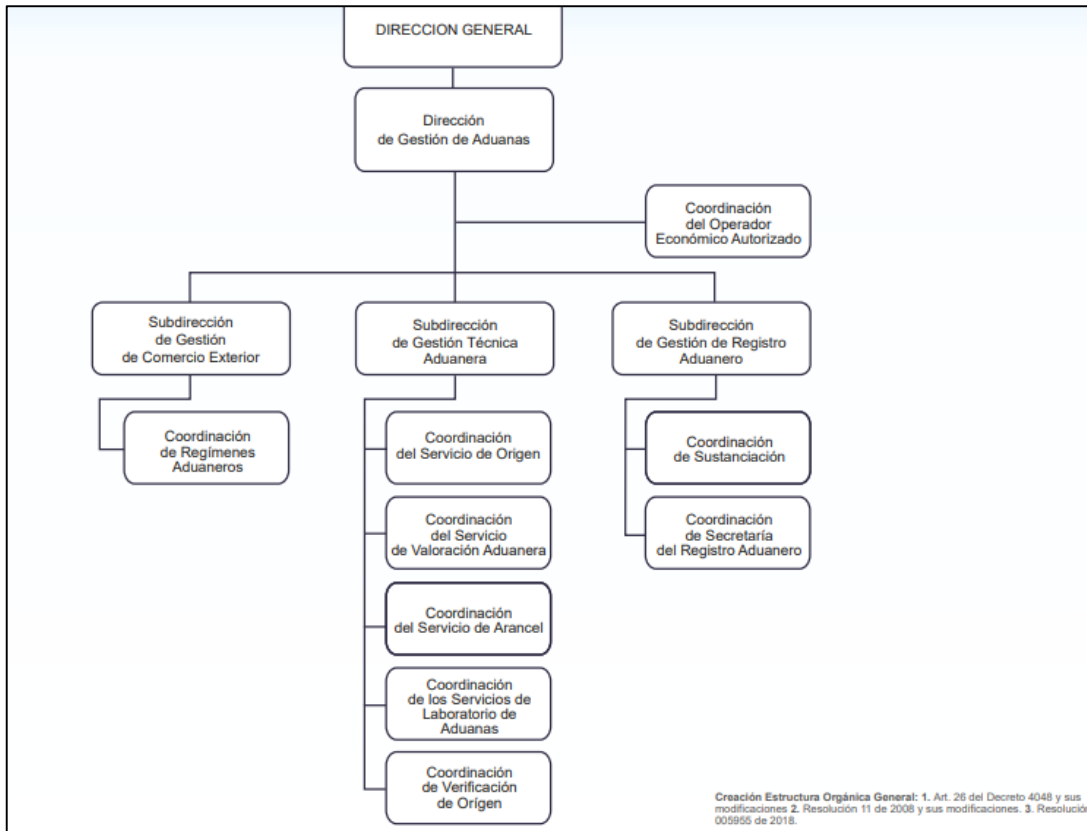 DIRECCION GENERAL
Dirección
de Gestión de Aduanas
Coordinación
del Operador
Económico Autorizado
Subdirección
de Gestión
de Comercio Exterior
Subdirección
de Gestión Técnica
Aduanera
Subdirección
de Gestión de Registro
Aduanero
Coordinación
de Regímenes
Aduaneros
Coordinación
del Servicio de Origen
Coordinación
del Servicio
de Valoración Aduanera
Coordinación
del Servicio de Arancel
Coordinación
de los Servicios de
Laboratorio de
Aduanas
Coordinación
de Verificación
de Orígen
Coordinación
de Sustanciación
Coordinación
de Secretaría
del Registro Aduanero
Creación Estructura Orgánica General: 1. Art. 26 del Decreto 4048 y sus
modificaciones 2. Resolución 11 de 2008 y sus modificaciones. 3. Resolución
005955 de 2018.